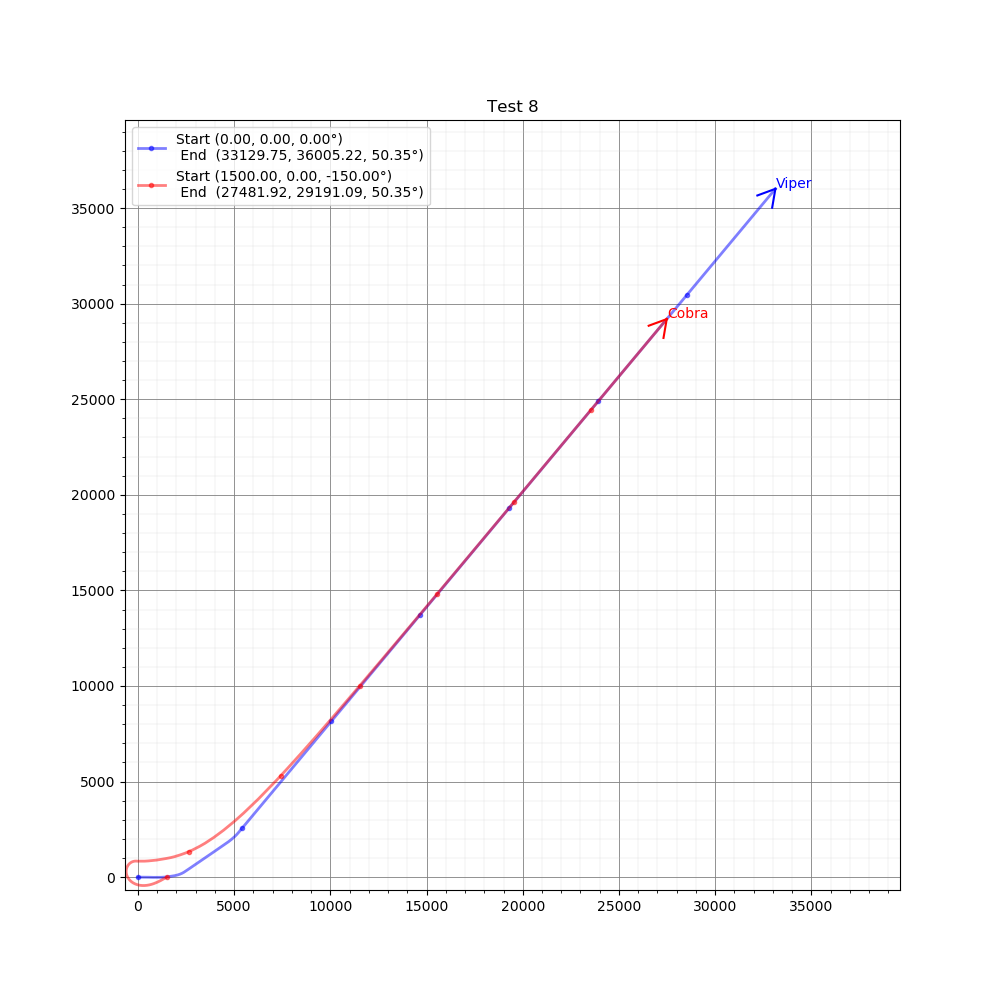 Test 8
Start (0.00, 0.00, 0.00°)
End  (33129.75, 36005.22, 50.35°)
Start (1500.00, 0.00, -150.00°)
End  (27481.92, 29191.09, 50.35°)
Viper
Cobra
35000
30000
25000
20000
15000
10000
5000
0
0 5000 10000 15000 20000 25000 30000 35000